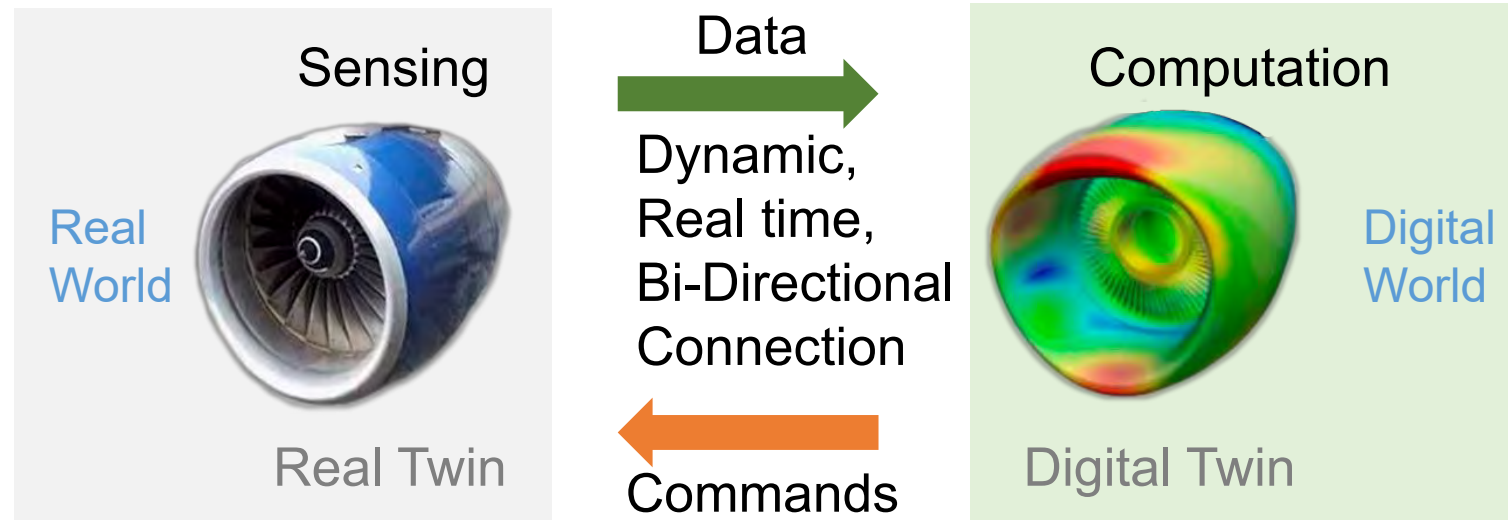 Sensing
Real
World
Real Twin
Data
Dynamic,
Real time,
Bi-Directional
Connection
Commands
Computation
Digital
World
Digital Twin